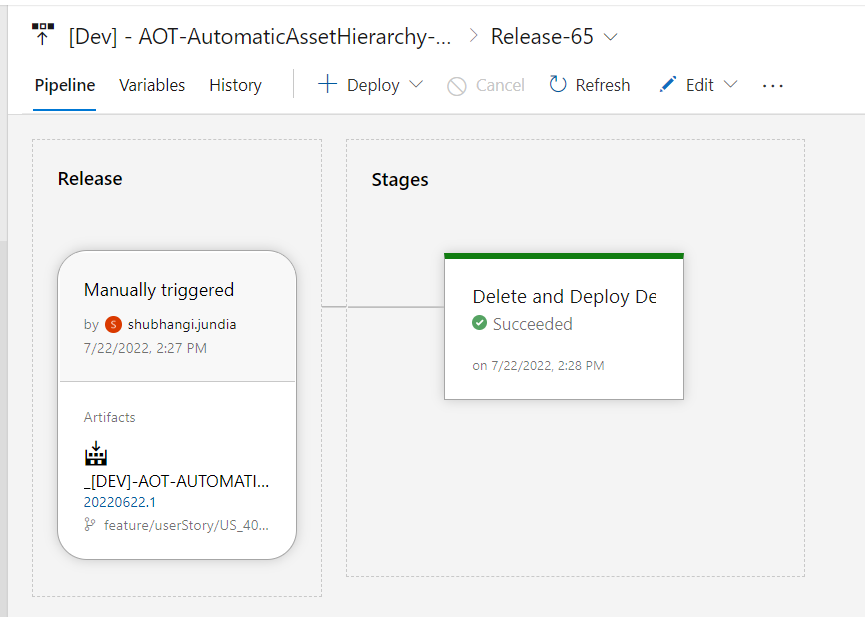 [Dev] - AOT-AutomaticAssetHierarchy-... > Release-65
Pipeline Variables History Deploy Cancel Refresh Edit ...
Release
Stages
Manually triggered
by S shubhangi.jundia
7/22/2022, 2:27 PM
Artifacts
_[DEV]-AOT-AUTOMATI...
20220622.1
feature/userStory/US_40...
Delete and Deploy De
Succeeded
on 7/22/2022, 2:28 PM